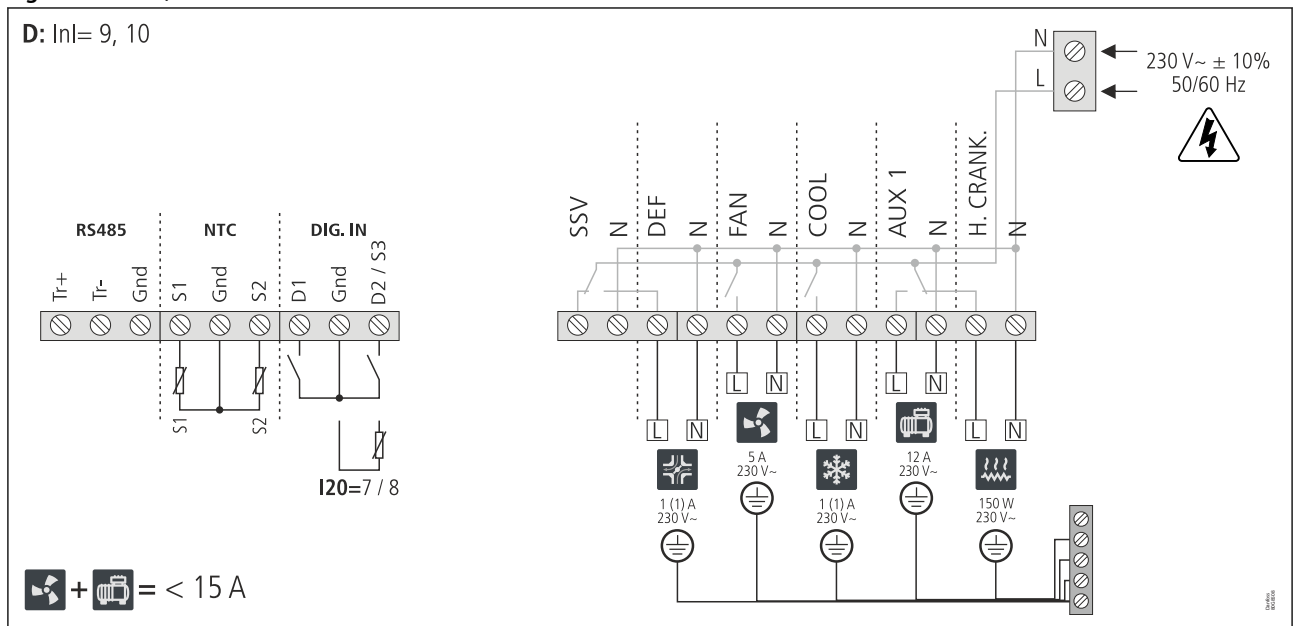 D: InI= 9, 10
N
L
230 V~ ± 10%
50/60 Hz
RS485
NTC
DIG. IN
Tr+
Tr-
Gnd
S1
Gnd
S2
D1
Gnd
D2 / S3
SSV
N
DEF
N
FAN
N
COOL
N
AUX 1
N
H. CRANK.
N
S1
S2
I20=7 / 8
L
N
L
N
L
N
L
N
L
N
1 (1) A
230 V~
5 A
230 V~
1 (1) A
230 V~
12 A
230 V~
150 W
230 V~
+ = < 15 A
Danfoss